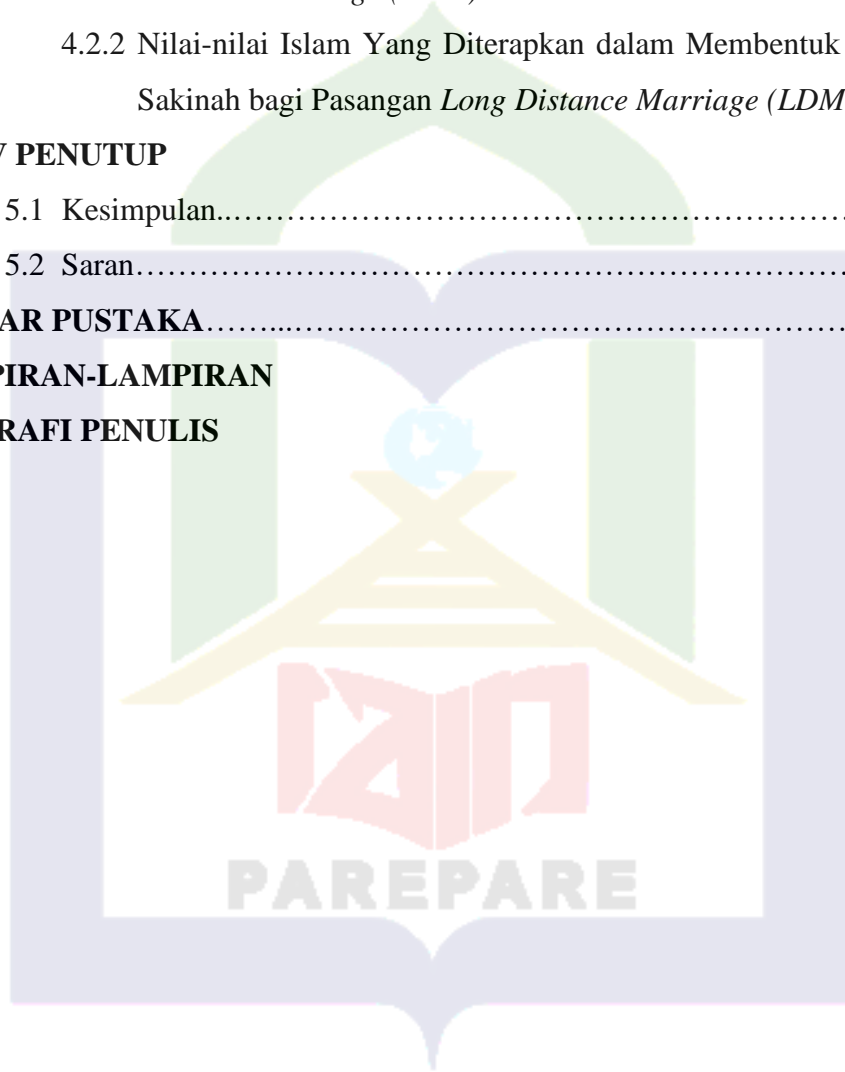 4.2.2 Nilai-nilai Islam Yang Diterapkan dalam Membentuk
Sakinah bagi Pasangan Long Distance Marriage (LDM
PENUTUP
5.1 Kesimpulan..……………………………………………………
5.2 Saran……………………………………………………………
AR PUSTAKA……...………………………………………………
PIRAN-LAMPIRAN
RAFI PENULIS
iain
PAREPARE